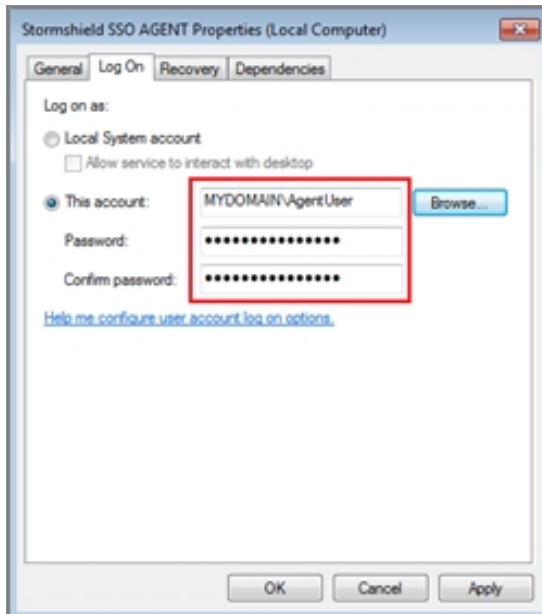 Stormshield SSO AGENT Properties (Local Computer)
General Log On Recovery Dependencies
Log on as:
Local System account
Allow service to interact with desktop
This account: MYDOMAIN\AgentUser Browse...
Password: •••••••••••••••
Confirm password: •••••••••••••••
Help me configure user account log on options.
OK Cancel Apply